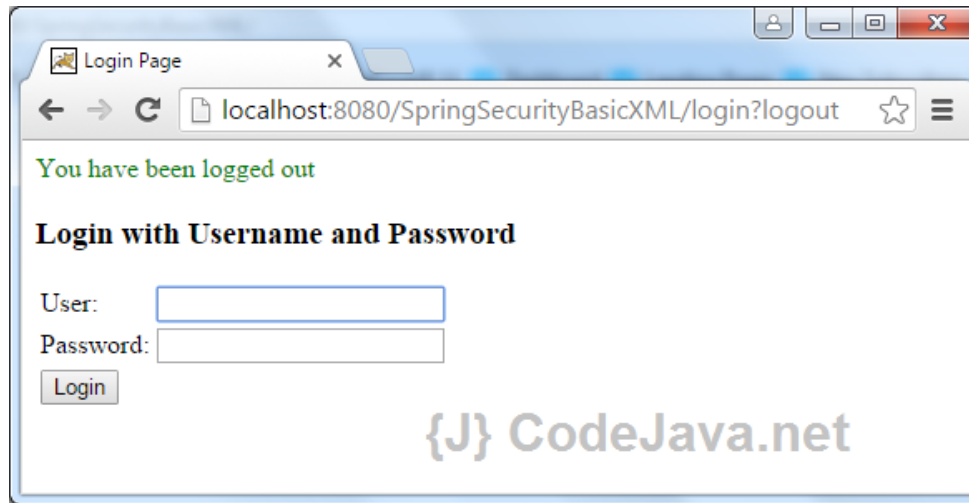 Login Page
localhost:8080/SpringSecurityBasicXML/login?logout
You have been logged out
Login with Username and Password
User:
Password:
Login
{J} CodeJava.net